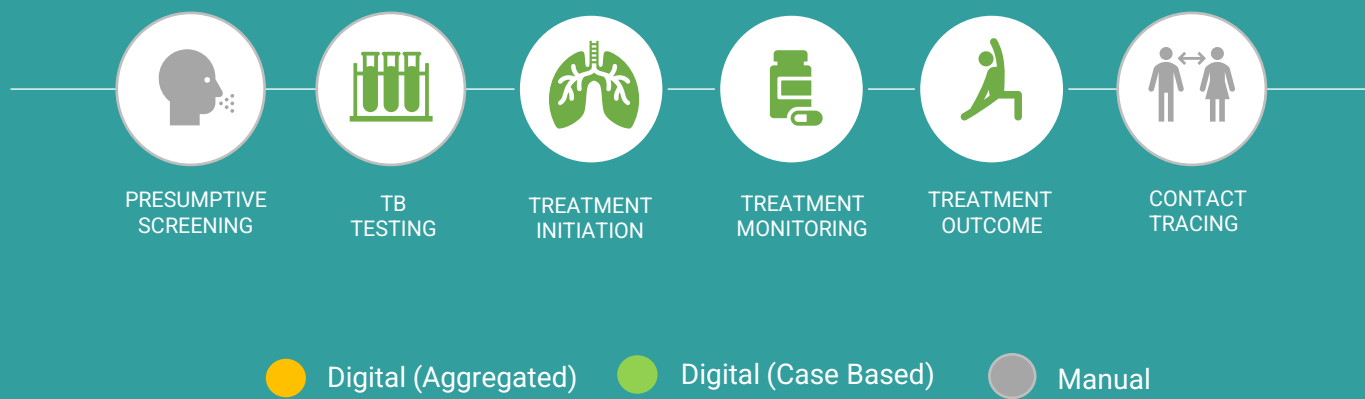 PRESUMPTIVE
SCREENING
TB
TESTING
TREATMENT
INITIATION
TREATMENT
MONITORING
TREATMENT
OUTCOME
CONTACT
TRACING
Digital (Aggregated)
Digital (Case Based)
Manual